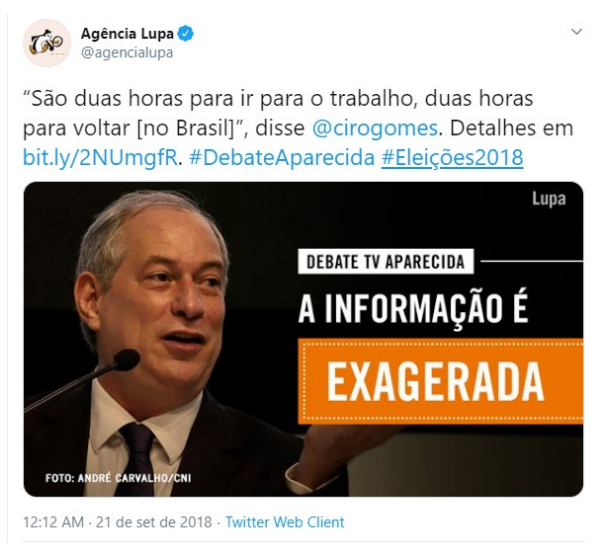 Agência Lupa
@agencialupa
“São duas horas para ir para o trabalho, duas horas
para voltar [no Brasil]”, disse @cirogomes. Detalhes em
bit.ly/2NUmgfR. #DebateAparecida #Eleições2018
Lupa
DEBATE TV APARECIDA
A INFORMAÇÃO É
EXAGERADA
FOTO: ANDRÉ CARVALHO/CNI
12:12 AM · 21 de set de 2018 · Twitter Web Client